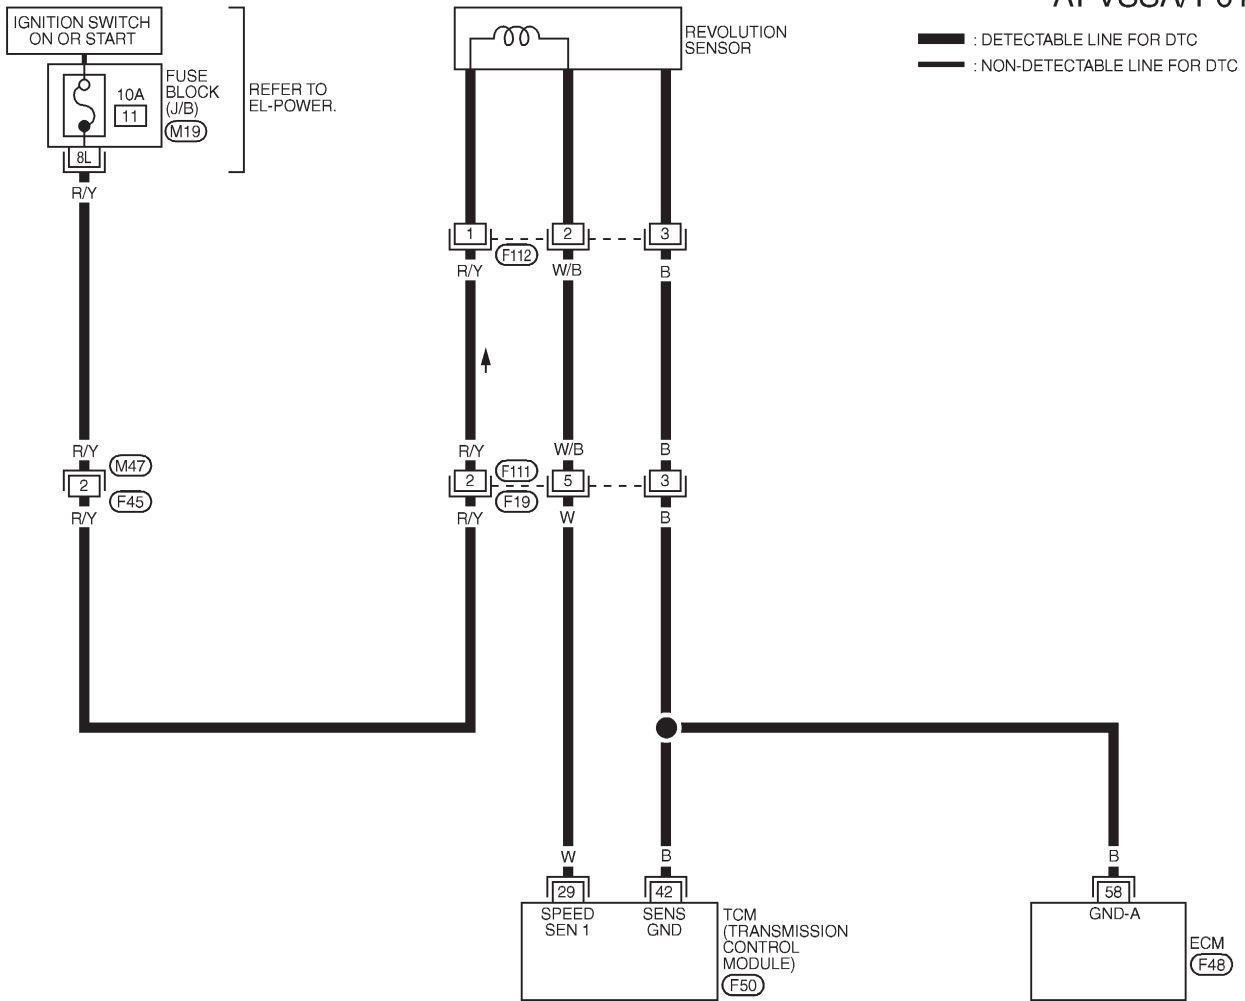 IGNITION SWITCH
ON OR START
10A
11
FUSE
BLOCK
(J/B)
M19
8L
REFER TO
EL-POWER.
REVOLUTION
SENSOR
: DETECTABLE LINE FOR DTC
: NON-DETECTABLE LINE FOR DTC
R/Y
1
2
3
F112
R/Y
W/B
B
R/Y
M47
2
F45
R/Y
R/Y
W/B
B
F111
2
5
3
F19
R/Y
W
B
W
B
B
29
42
58
SPEED
SEN 1
SENS
GND
GND-A
TCM
(TRANSMISSION
CONTROL
MODULE)
F50
ECM
F48